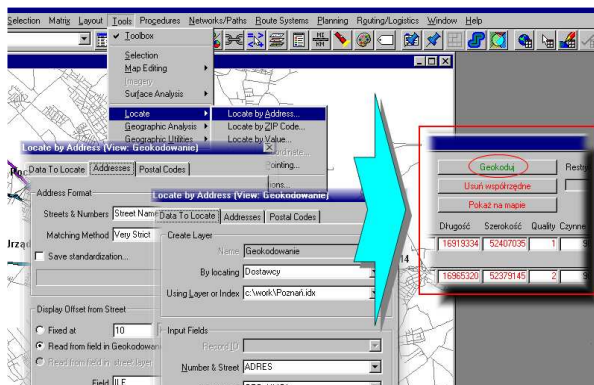 Selection Matrix Layout Tools Procedures Networks/Paths Route Systems Planning Routing/Logistics Window Help
Toolbox
Selection
Map Editing
Imagery
Surface Analysis
Locate
Geographic Analysis
Geographic Utilities
Locate by Address...
Locate by ZIP Code...
Locate by Value...
Locate by Address (View: Geokodowanie)
Data To Locate Addresses Postal Codes
Address Format
Streets & Numbers Street Name
Matching Method Very Strict
Save standardization...
Display Offset from Street
Fixed at 10
Read from field in Geokodowan
Read from field in street layer
Field
Locate by Address (View: Geokodowanie)
Data To Locate Addresses Postal Codes
Create Layer
Name Geokodowanie
By locating Dostawcy
Using Layer or Index c:\work\Poznań.idx
Input Fields
Record ID
Number & Street ADRES
14
Geokoduj
Usuń współrzędne
Pokaż na mapie
Długość Szerokość Quality Czynne
16919334 52407035 1
16965320 52379145 2